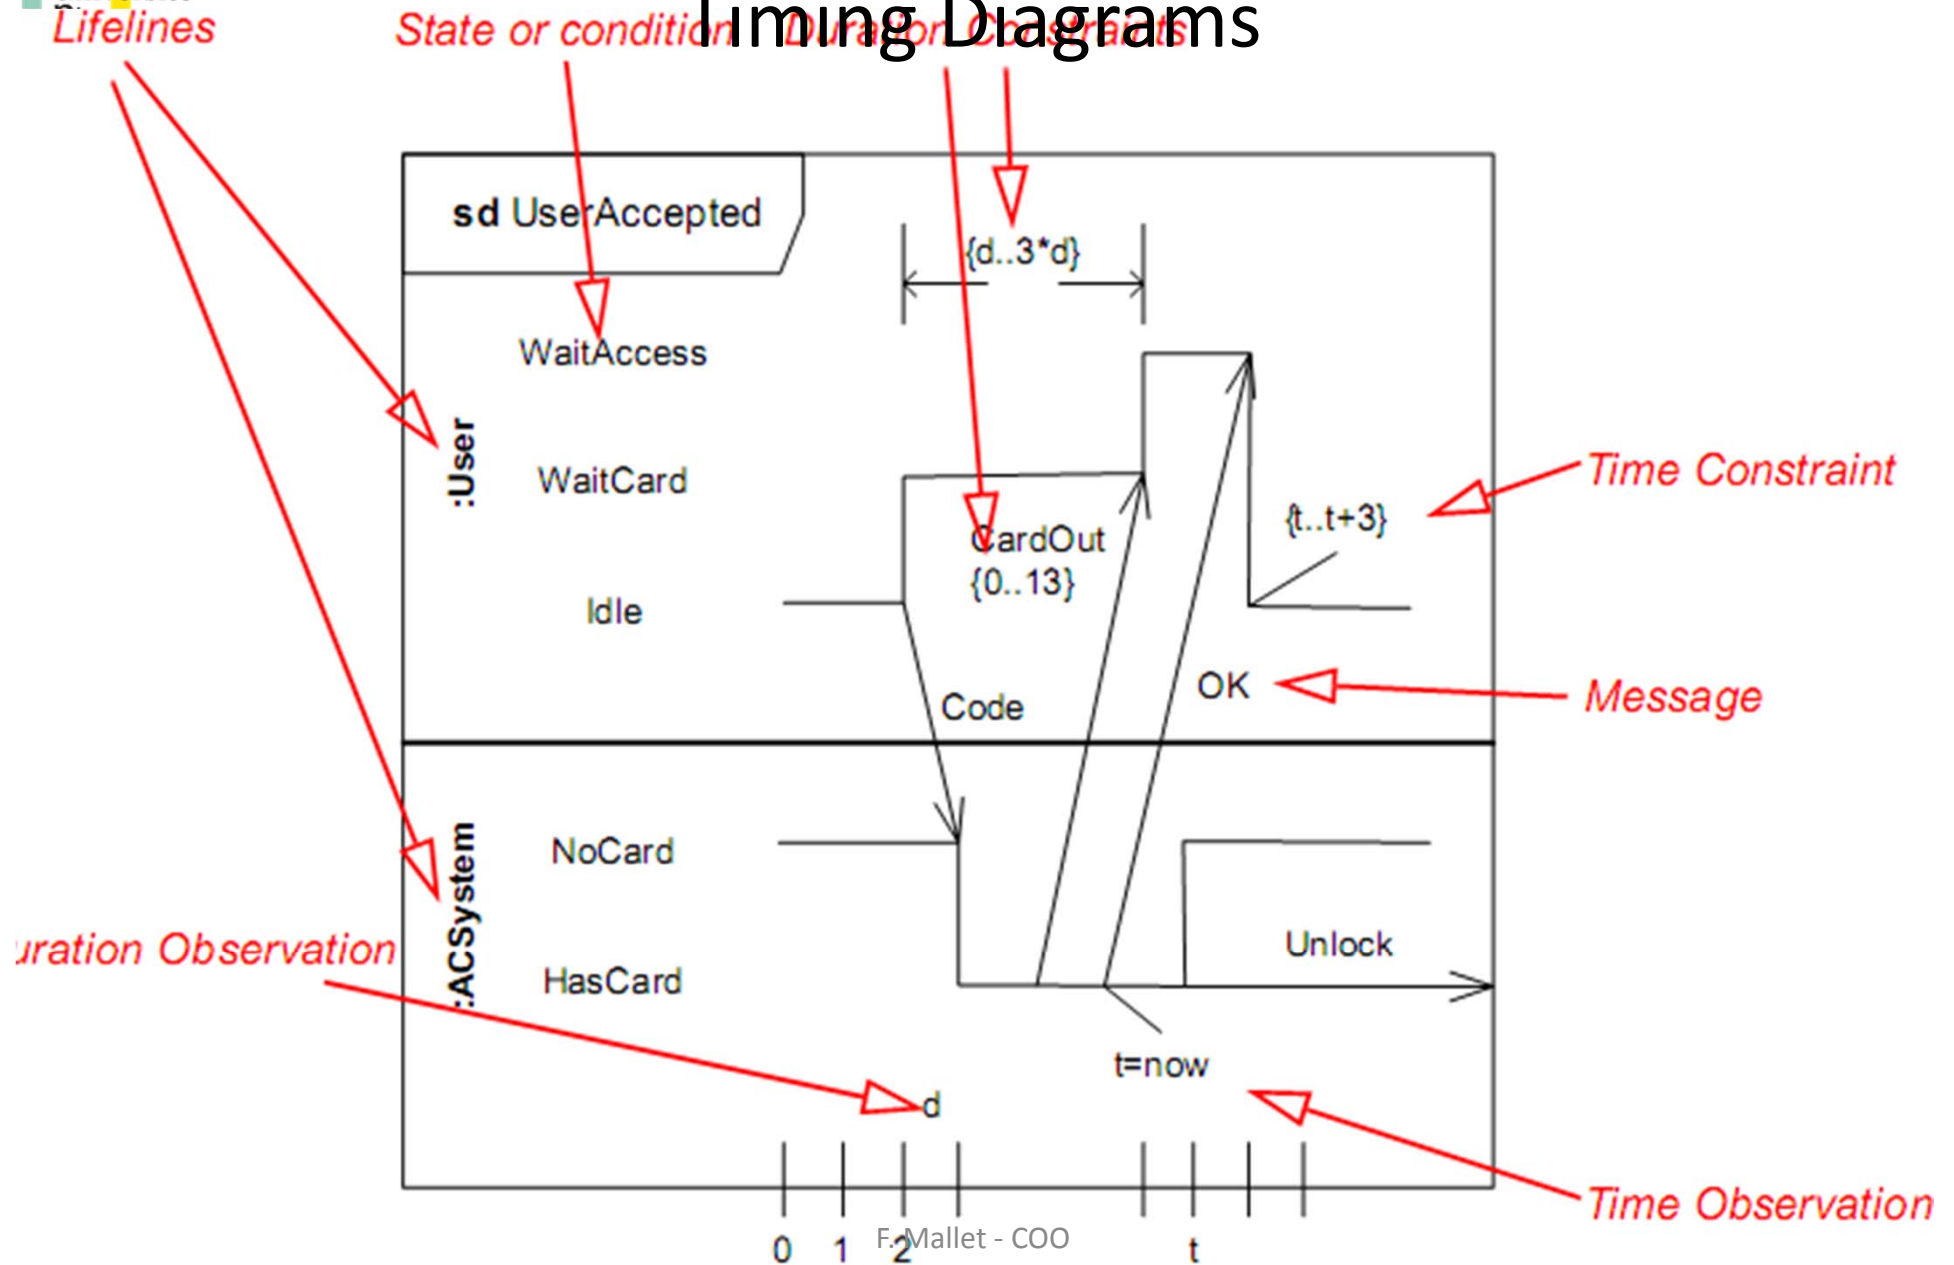 Timing Diagrams
Lifelines
State or condition
Duration Constraints
sd UserAccepted
{d..3*d}
WaitAccess
:User
WaitCard
CardOut
{0..13}
{t..t+3}
Time Constraint
Idle
OK
Message
Code
:ACSystem
NoCard
Unlock
uration Observation
HasCard
t=now
d
Time Observation
0 1 2 t
F. Mallet - COO